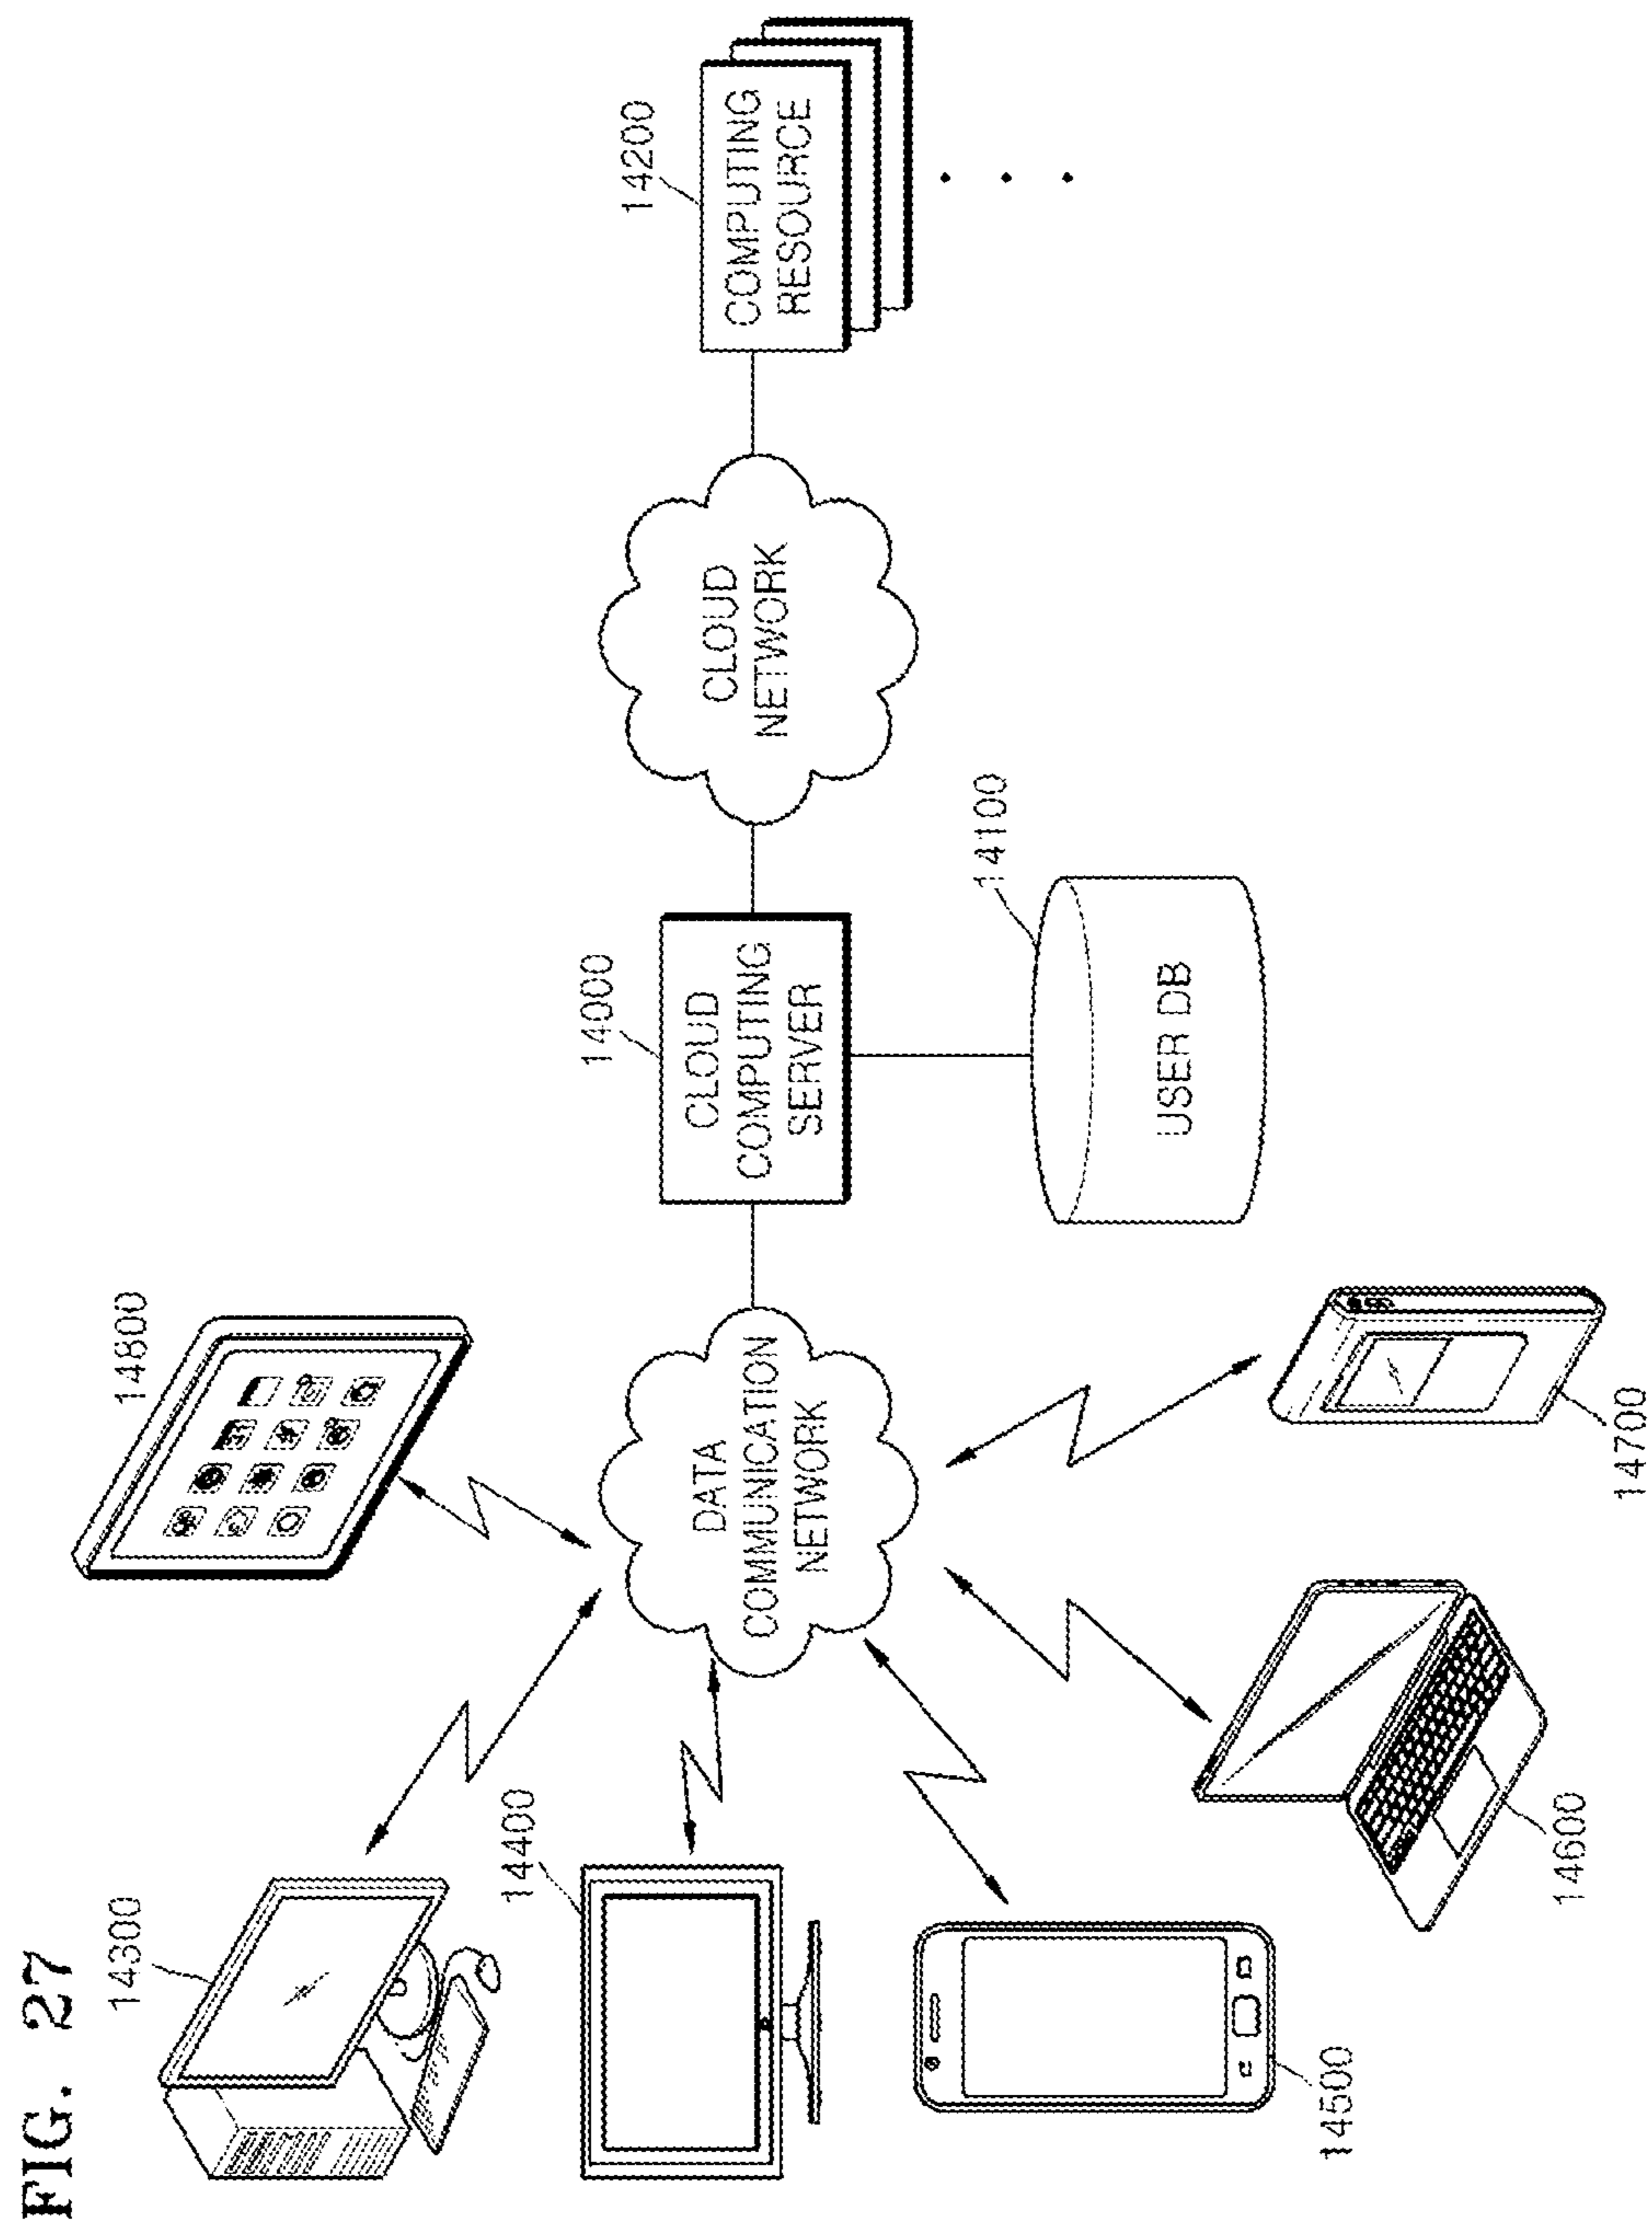 FIG. 27
14300
14800
14400
DATA
COMMUNICATION
NETWORK
14500
14600
14700
14000
CLOUD
COMPUTING
SERVER
14100
USER DB
CLOUD
NETWORK
14200
COMPUTING
RESOURCE